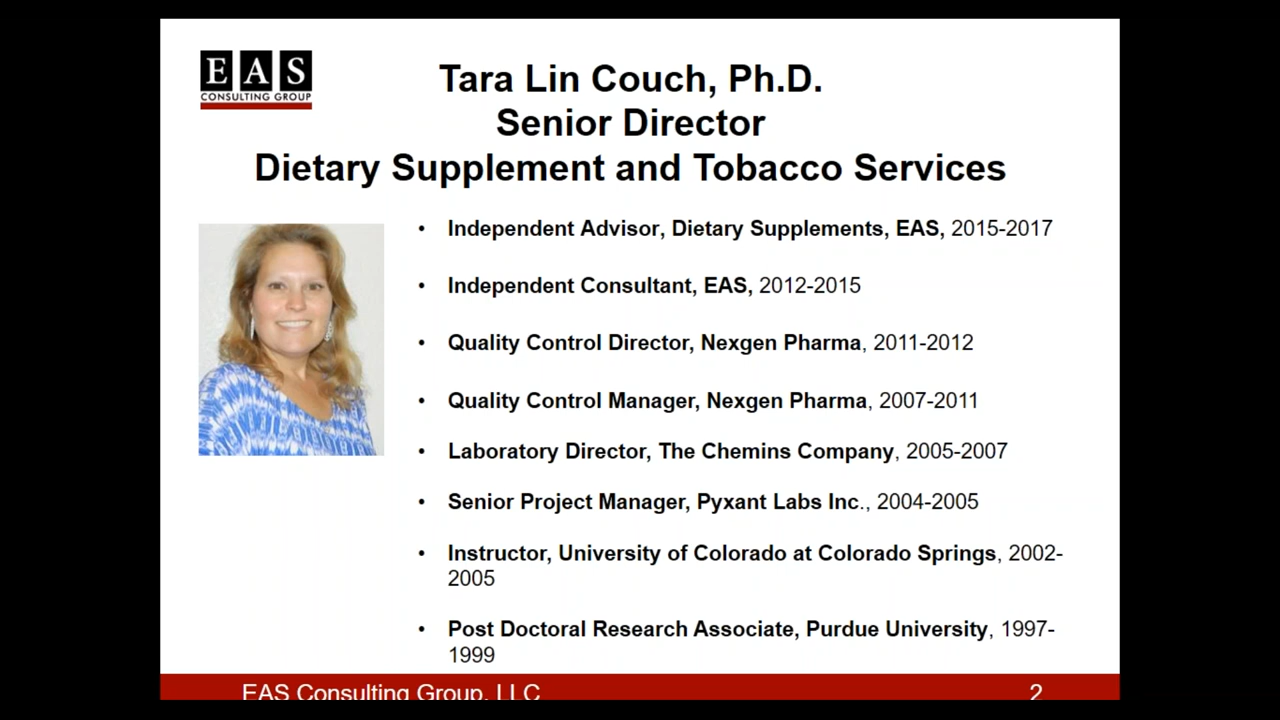 EAS
CONSULTING GROUP
Tara Lin Couch, Ph.D.
Senior Director
Dietary Supplement and Tobacco Services
• Independent Advisor, Dietary Supplements, EAS, 2015-2017
• Independent Consultant, EAS, 2012-2015
• Quality Control Director, Nexgen Pharma, 2011-2012
• Quality Control Manager, Nexgen Pharma, 2007-2011
• Laboratory Director, The Chemins Company, 2005-2007
• Senior Project Manager, Pyxant Labs Inc., 2004-2005
• Instructor, University of Colorado at Colorado Springs, 2002-
2005
• Post Doctoral Research Associate, Purdue University, 1997-
1999
EAS Consulting Group, LLC
2